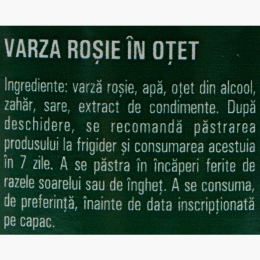 VARZA ROȘIE ÎN OȚET
Ingrediente: varză roșie, apă, oțet din alcool,
zahăr, sare, extract de condimente. După
deschidere, se recomandă păstrarea
produsului la frigider și consumarea acestuia
în 7 zile. A se păstra în încăperi ferite de
razele soarelui sau de îngheț. A se consuma,
de preferință, înainte de data inscripționată
pe capac.